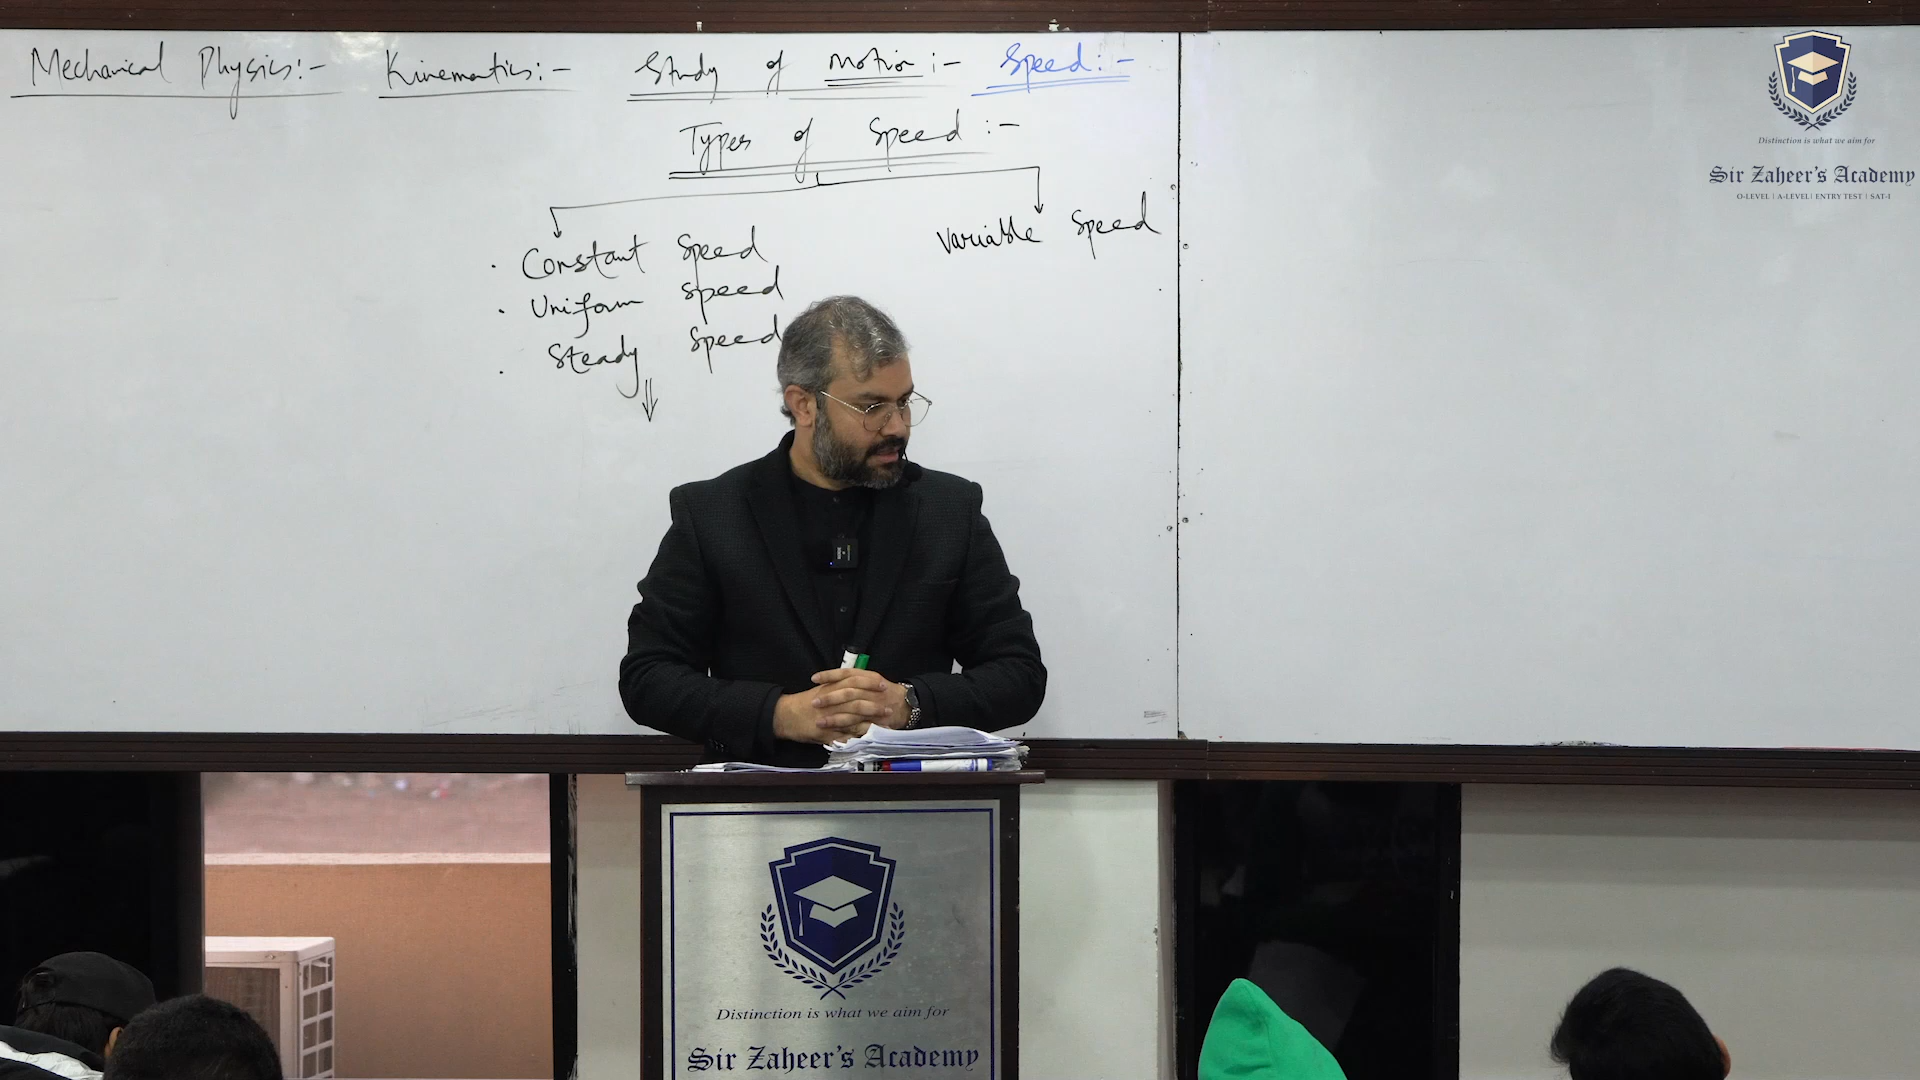 Mechanical Physics:- Kinematics:- Study of Motion:- Speed:-
Types of Speed:-
Constant Speed
Variable Speed
Uniform Speed
Steady Speed
Distinction is what we aim for
Sir Zaheer's Academy
O-LEVEL | A-LEVEL | ENTRY TEST | SAT-I
Distinction is what we aim for
Sir Zaheer's Academy